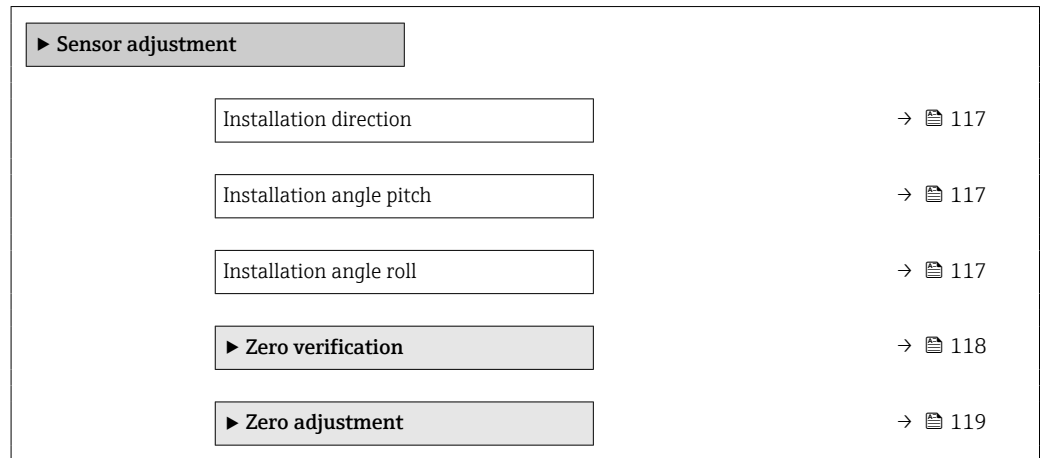 ▶ Sensor adjustment
Installation direction → 117
Installation angle pitch → 117
Installation angle roll → 117
▶ Zero verification → 118
▶ Zero adjustment → 119